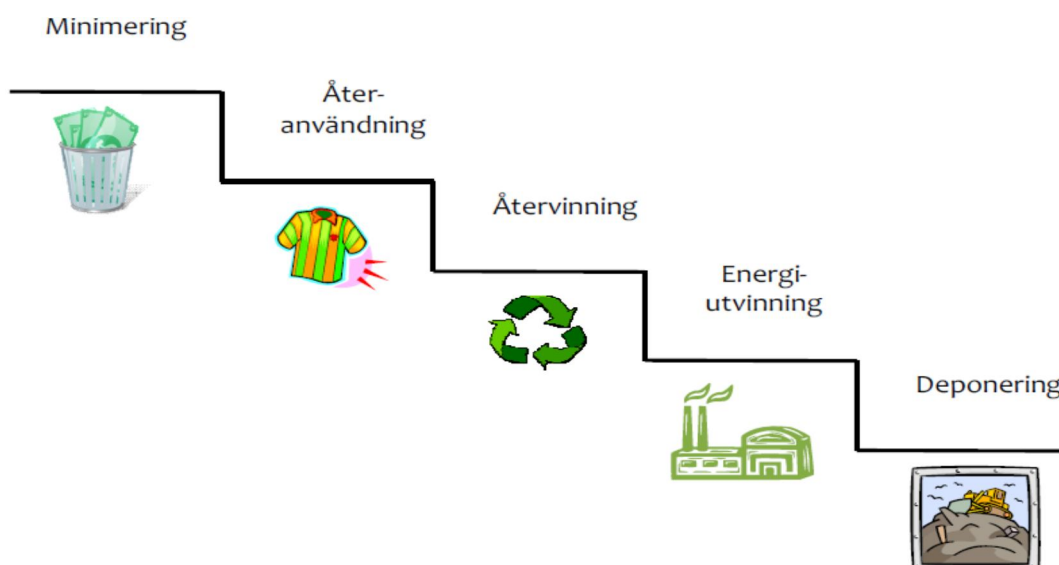 Minimering
Åter-
användning
Återvinning
Energi-
utvinning
Deponering